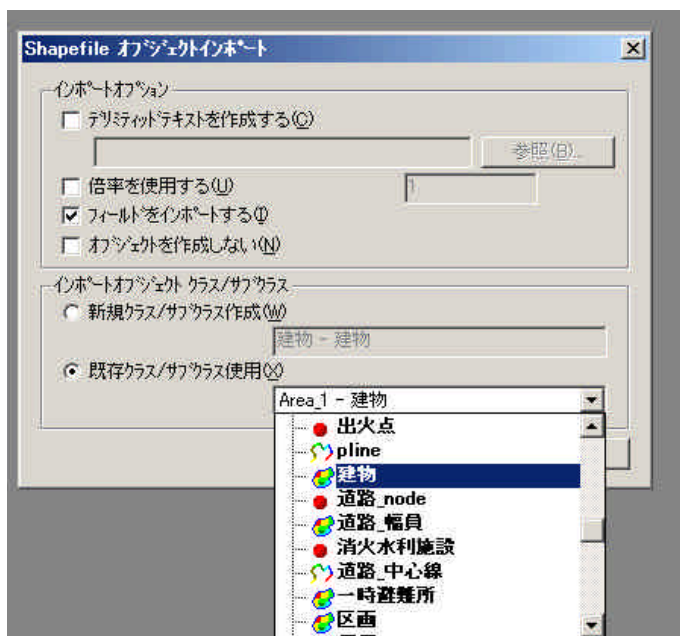 Shapefile ｵﾌﾞｼﾞｪｸﾄｲﾝﾎﾟｰﾄ
ｲﾝﾎﾟｰﾄｵﾌﾟｼｮﾝ
ﾃﾞﾘﾐﾃｨｯﾄﾞﾃｷｽﾄを作成する(C)
参照(B)...
倍率を使用する(U)
1
ﾌｨｰﾙﾄﾞをｲﾝﾎﾟｰﾄする(I)
ｵﾌﾞｼﾞｪｸﾄを作成しない(N)
ｲﾝﾎﾟｰﾄｵﾌﾞｼﾞｪｸﾄ ｸﾗｽ/ｻﾌﾞｸﾗｽ
新規ｸﾗｽ/ｻﾌﾞｸﾗｽ作成(W)
建物 - 建物
既存ｸﾗｽ/ｻﾌﾞｸﾗｽ使用(X)
Area_1 - 建物
出火点
pline
建物
道路_node
道路_幅員
消火水利施設
道路_中心線
一時避難所
区画